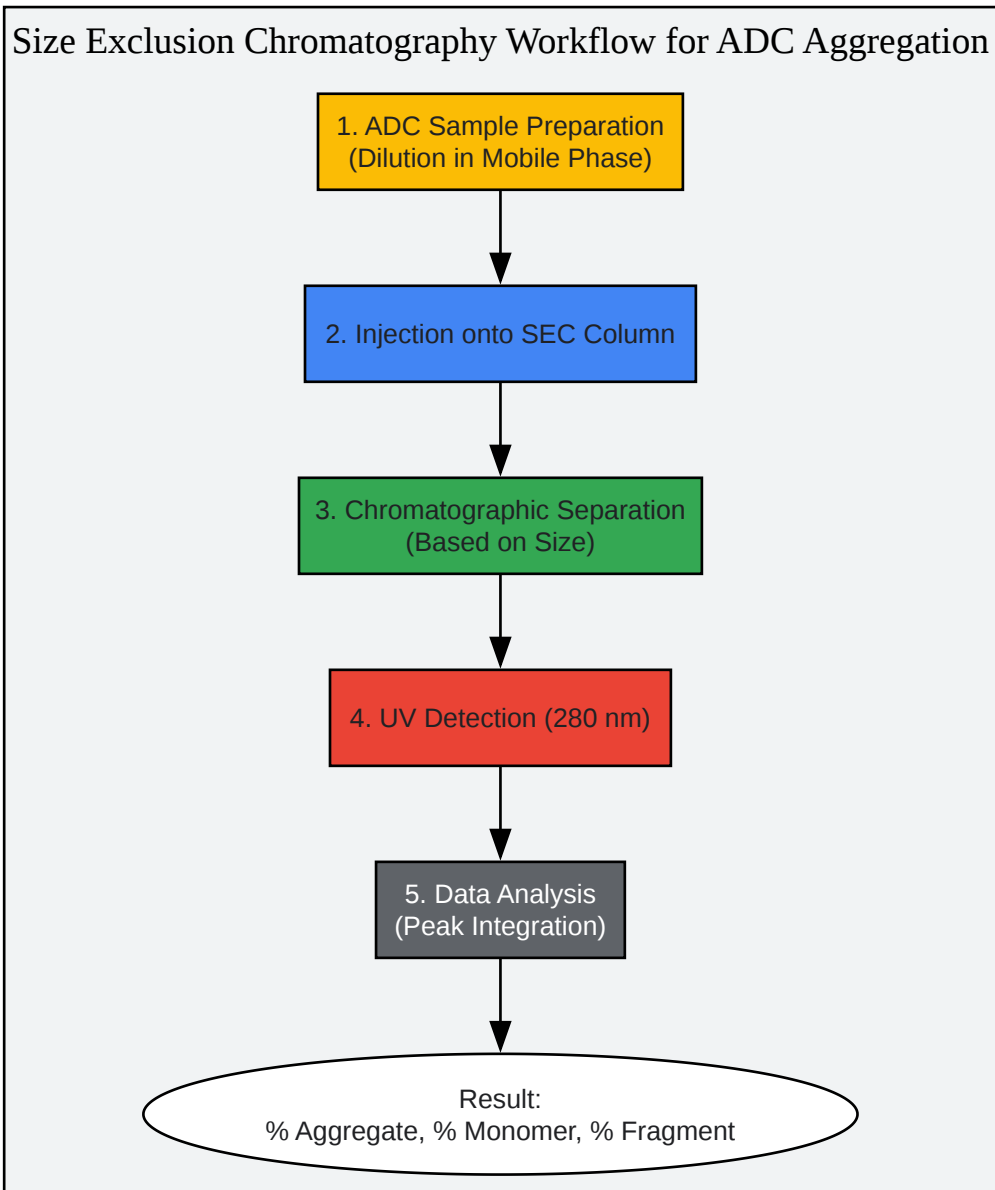 Size Exclusion Chromatography Workflow for ADC Aggregation
1. ADC Sample Preparation
(Dilution in Mobile Phase)
2. Injection onto SEC Column
3. Chromatographic Separation
(Based on Size)
4. UV Detection (280 nm)
5. Data Analysis
(Peak Integration)
Result:
% Aggregate, % Monomer, % Fragment